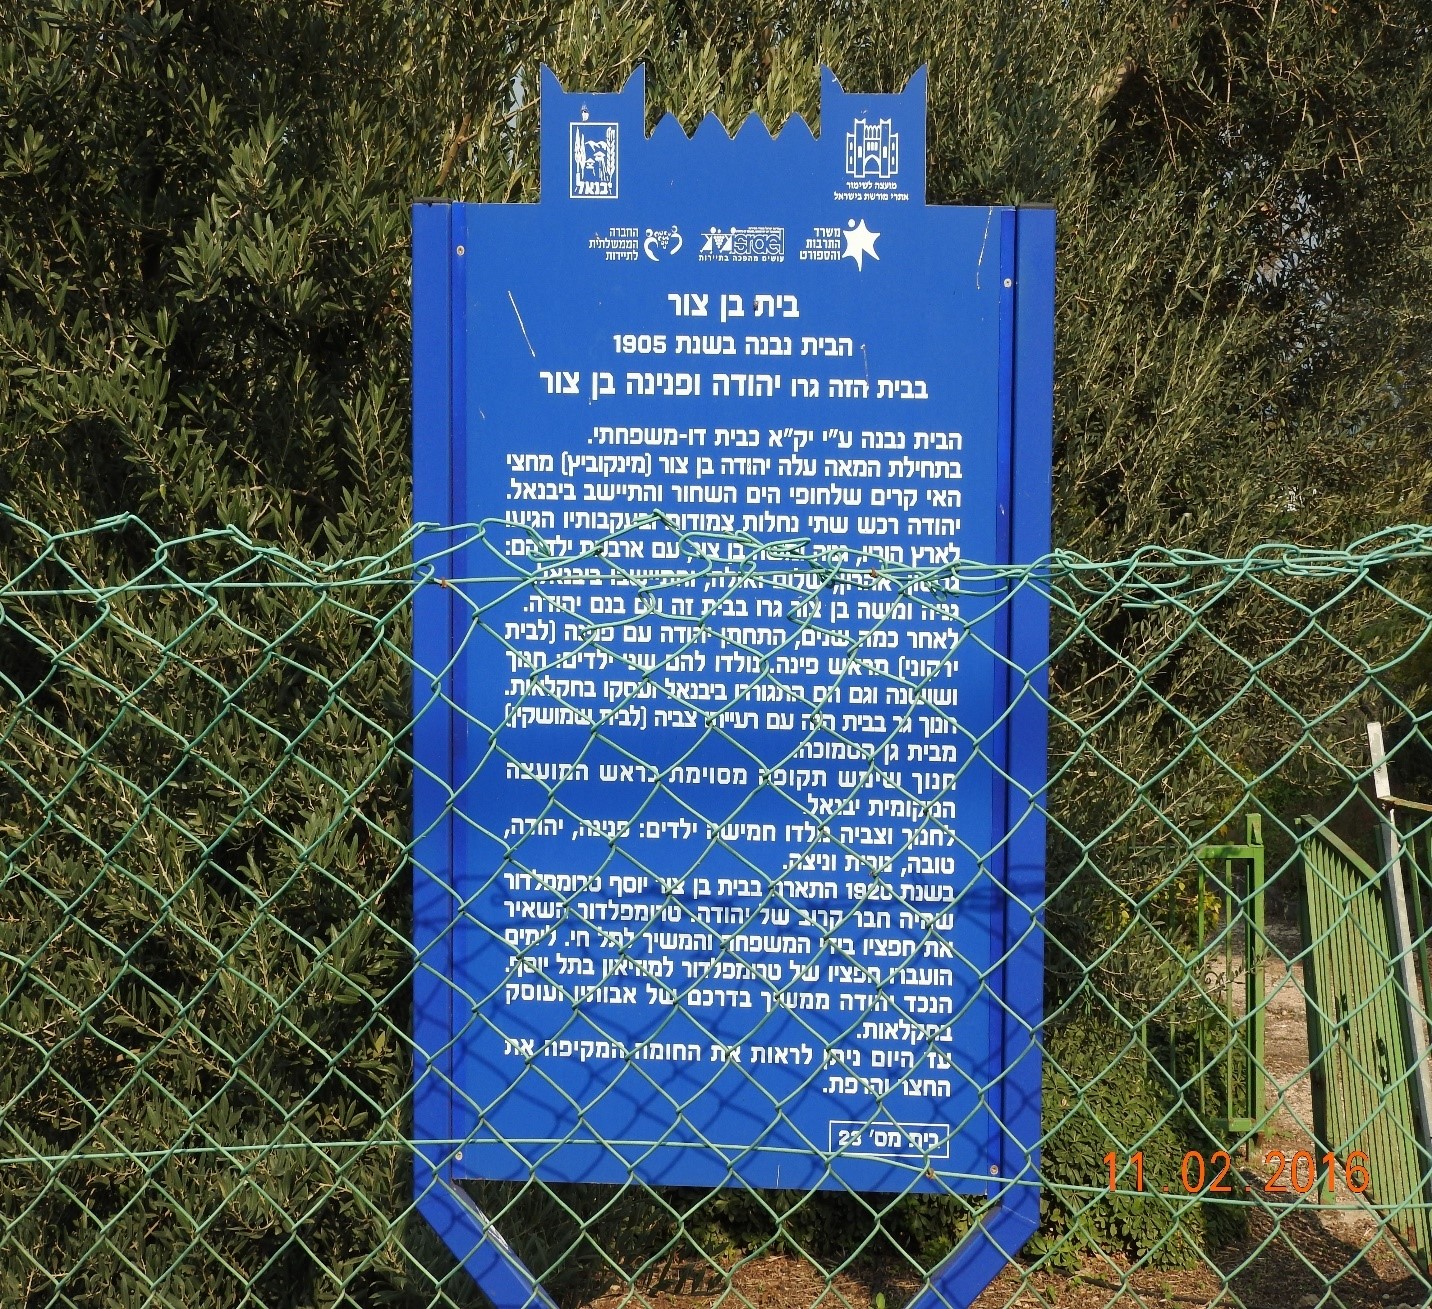 יבנאל
מועצה לשימור
אתרי מורשת בישראל
החברה
הממשלתית
לתיירות
israel
עושים מהפכה בתיירות
משרד
התרבות
והספורט
בית בן צור
הבית נבנה בשנת 1905
בבית הזה גרו יהודה ופנינה בן צור
הבית נבנה ע"י יק"א כבית דו-משפחתי.
בתחילת המאה עלה יהודה בן צור (מינקוביץ) מחצי
האי קרים שלחופי הים השחור והתיישב ביבנאל.
יהודה רכש שתי נחלות צמודות ובעקבותיו הגיעו
לארץ הוריו, ומשה בן צור, עם ארבעת ילדיהם:
אהרון, שלום והתיישבו ביבנאל.
ומשה בן צור גרו בבית זה עם בנם יהודה.
לאחר כמה שנים, התחתן יהודה עם פנינה (לבית
ירקוני) מראש פינה. נולדו להם שני ילדים: חנוך
ושושנה וגם הם התגוררו ביבנאל ועסקו בחקלאות.
חנוך גר בבית הזה עם רעייתו צביה (לבית שמושקין)
מבית גן הסמוכה.
חנוך שימש תקופה מסוימת כראש המועצה
המקומית יבנאל.
לחנוך וצביה נולדו חמישה ילדים: פנינה, יהודה,
טובה, נורית וניצה.
בשנת 1920 התארח בבית בן צור יוסף טרומפלדור
שהיה חבר קרוב של יהודה. טרומפלדור השאיר
את חפציו בידי המשפחה והמשיך לתל חי. לימים
הועברו חפציו של טרומפלדור למוזיאון בתל יוסף.
הנכד יהודה ממשיך בדרכם של אבותיו ועוסק
בחקלאות.
עד היום ניתן לראות את החומה המקיפה את
החצר והרפת.
בית מס' 23
11.02.2016